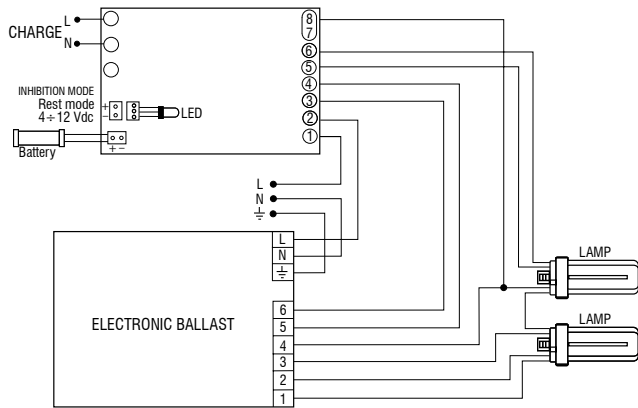 CHARGE
L
N
INHIBITION MODE
Rest mode
4÷12 Vdc
+
−
LED
Battery
+ −
8
7
6
5
4
3
2
1
L
N
ELECTRONIC BALLAST
L
N
6
5
4
3
2
1
LAMP
LAMP